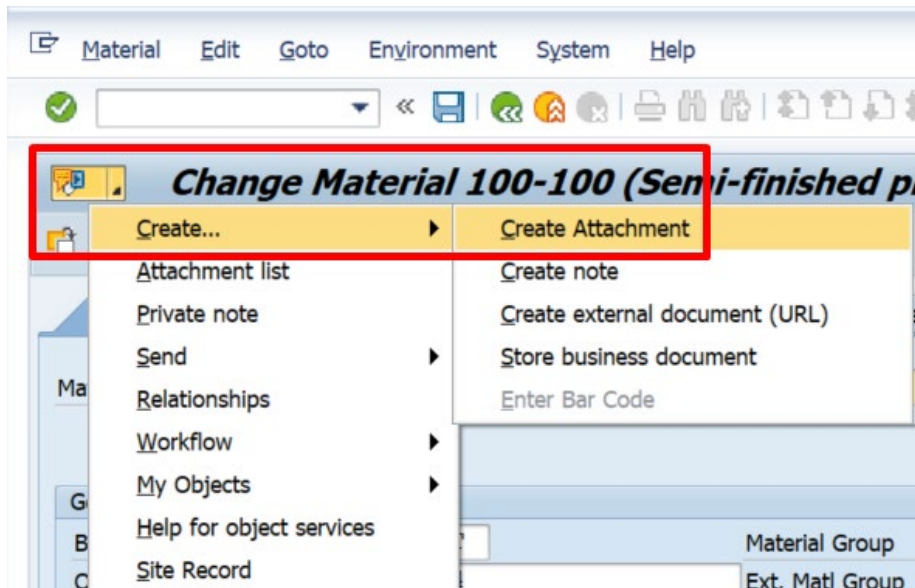 Material Edit Goto Environment System Help
Change Material 100-100 (Semi-finished
Create... Create Attachment
Attachment list Create note
Private note Create external document (URL)
Send Store business document
Relationships Enter Bar Code
Workflow
My Objects
Help for object services
Material Group
Site Record
Ext. Matl Group